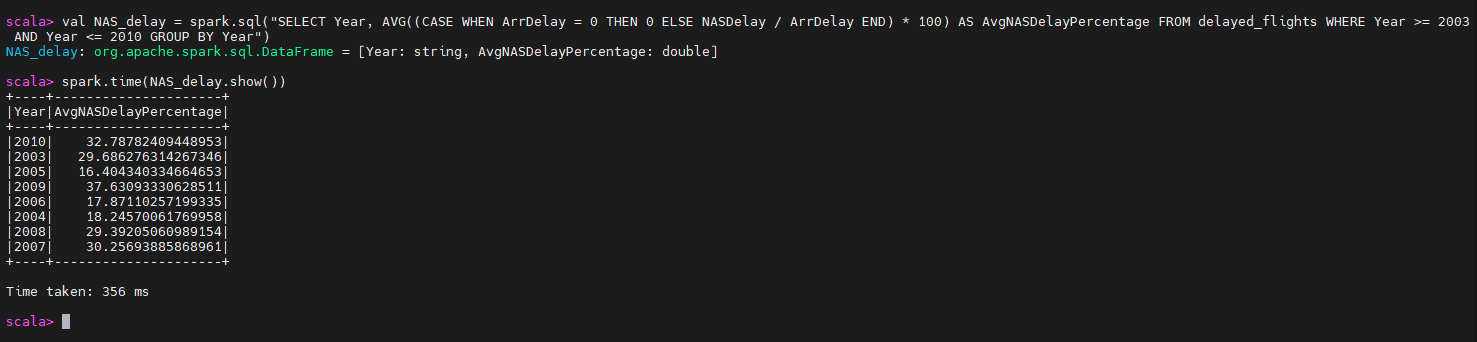 scala> val NAS_delay = spark.sql("SELECT Year, AVG((CASE WHEN ArrDelay = 0 THEN 0 ELSE NASDelay / ArrDelay END) * 100) AS AvgNASDelayPercentage FROM delayed_flights WHERE Year >= 2003
 AND Year <= 2010 GROUP BY Year")
NAS_delay: org.apache.spark.sql.DataFrame = [Year: string, AvgNASDelayPercentage: double]
scala> spark.time(NAS_delay.show())
+----+---------------------+
|Year|AvgNASDelayPercentage|
+----+---------------------+
|2010|    32.78782409448953|
|2003|   29.686276314267346|
|2005|   16.404340334664653|
|2009|    37.63093330628511|
|2006|    17.87110257199335|
|2004|    18.24570061769958|
|2008|    29.39205060989154|
|2007|    30.25693885868961|
+----+---------------------+
Time taken: 356 ms
scala>